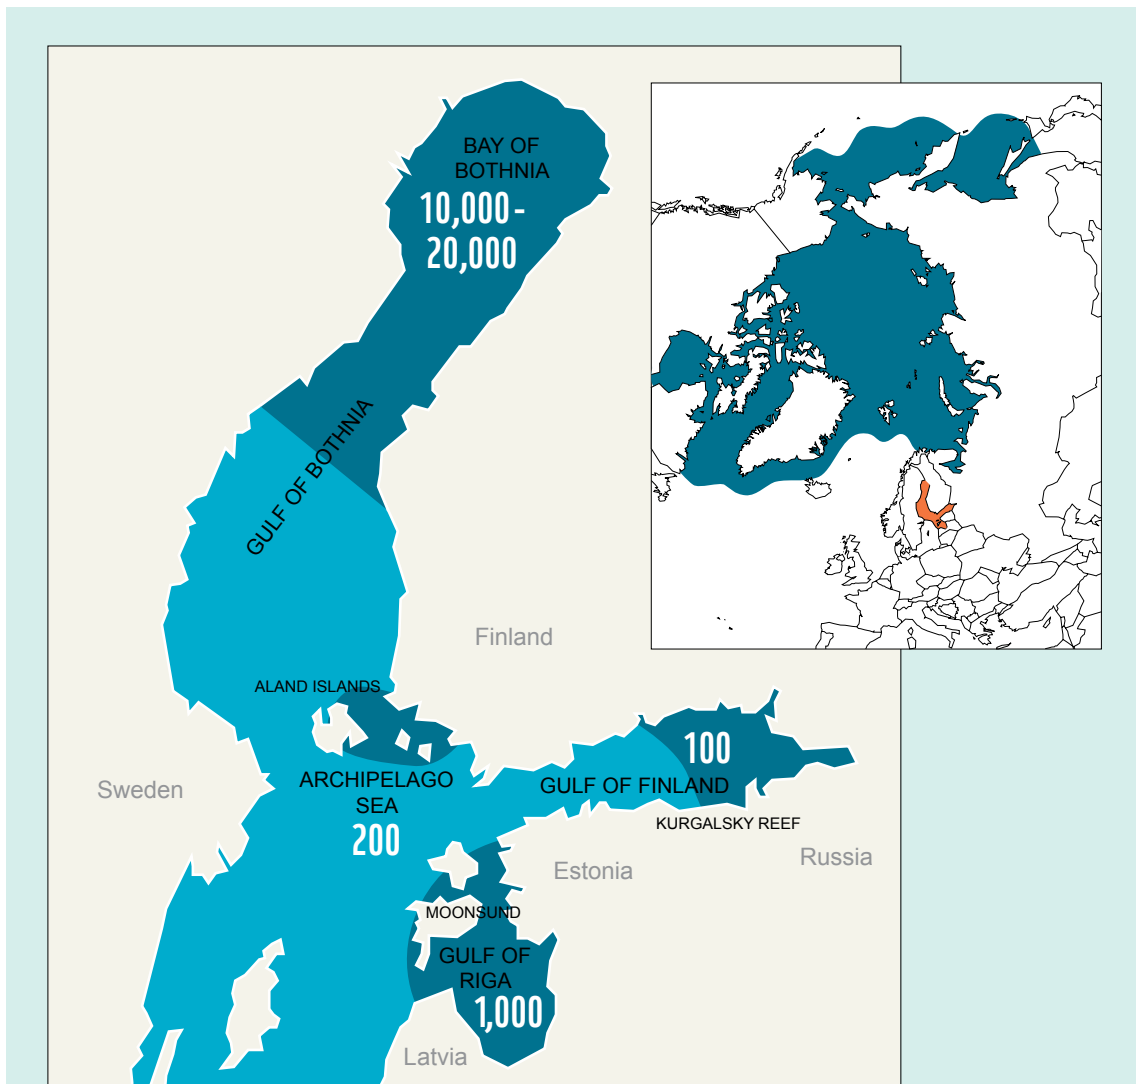 BAY OF
BOTHNIA
10,000-
20,000
GULF OF BOTHNIA
Finland
ALAND ISLANDS
Sweden
ARCHIPELAGO
SEA
200
100
GULF OF FINLAND
KURGALSKY REEF
Russia
Estonia
MOONSUND
GULF OF
RIGA
1,000
Latvia